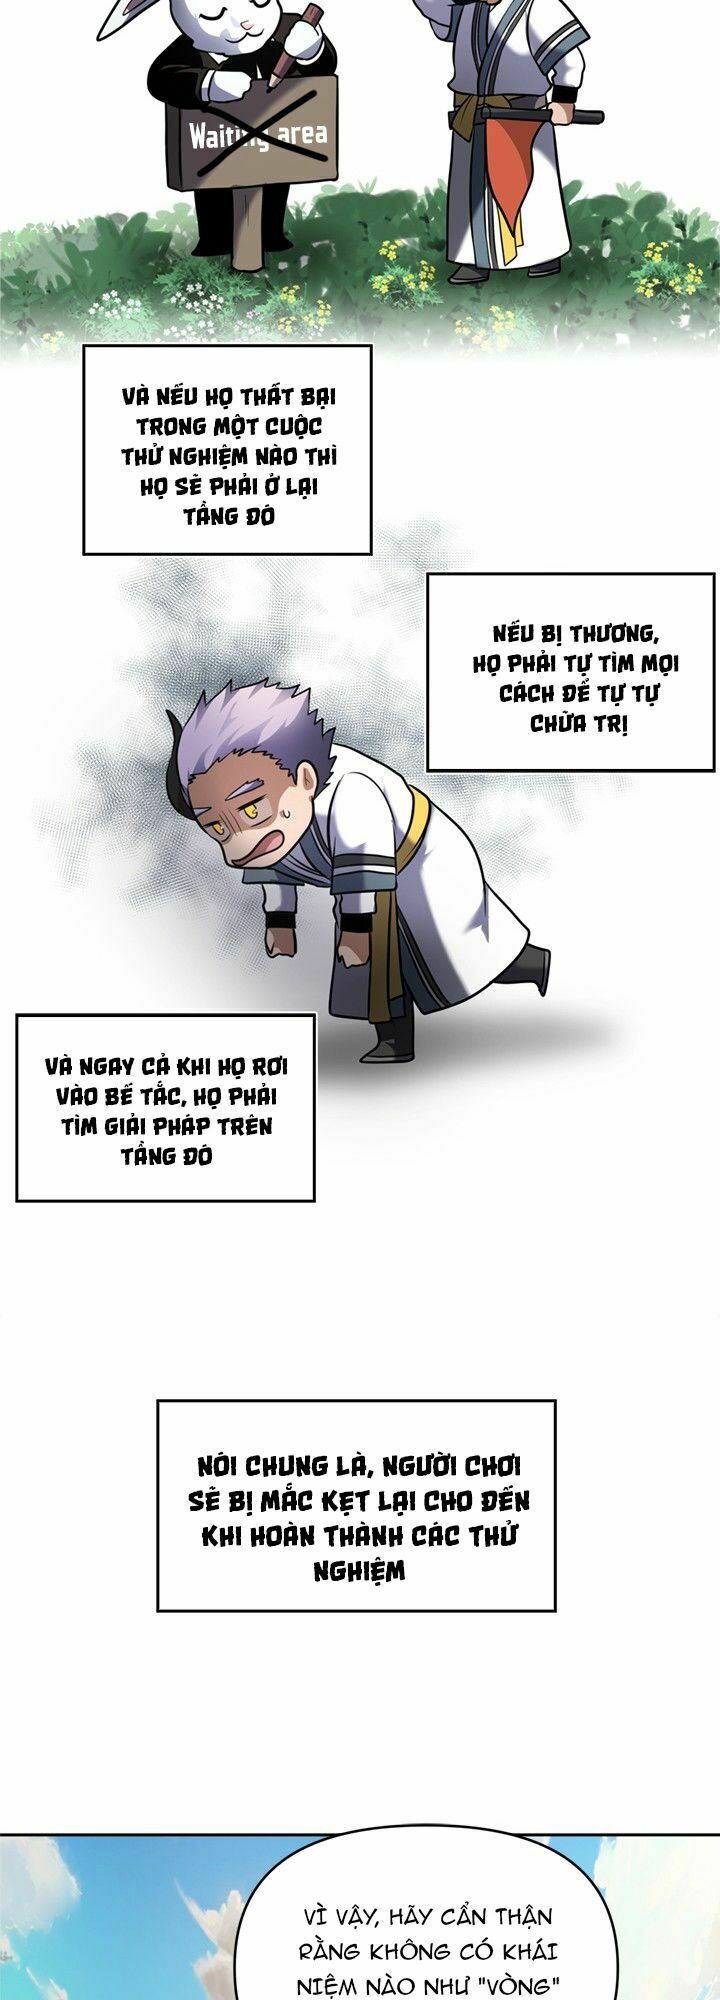 Waiting area
VÀ NẾU HỌ THẤT BẠI
TRONG MỘT CUỘC
THỬ NGHIỆM NÀO THÌ
HỌ SẼ PHẢI Ở LẠI
TẦNG ĐÓ
NẾU BỊ THƯƠNG,
HỌ PHẢI TỰ TÌM MỌI
CÁCH ĐỂ TỰ TỰ
CHỮA TRỊ
VÀ NGAY CẢ KHI HỌ RƠI
VÀO BẾ TẮC, HỌ PHẢI
TÌM GIẢI PHÁP TRÊN
TẦNG ĐÓ
NÓI CHUNG LÀ, NGƯỜI CHƠI
SẼ BỊ MẮC KẸT LẠI CHO ĐẾN
KHI HOÀN THÀNH CÁC THỬ
NGHIỆM
VÌ VẬY, HÃY CẨN THẬN
RẰNG KHÔNG CÓ KHÁI
NIỆM NÀO NHƯ "VÒNG"